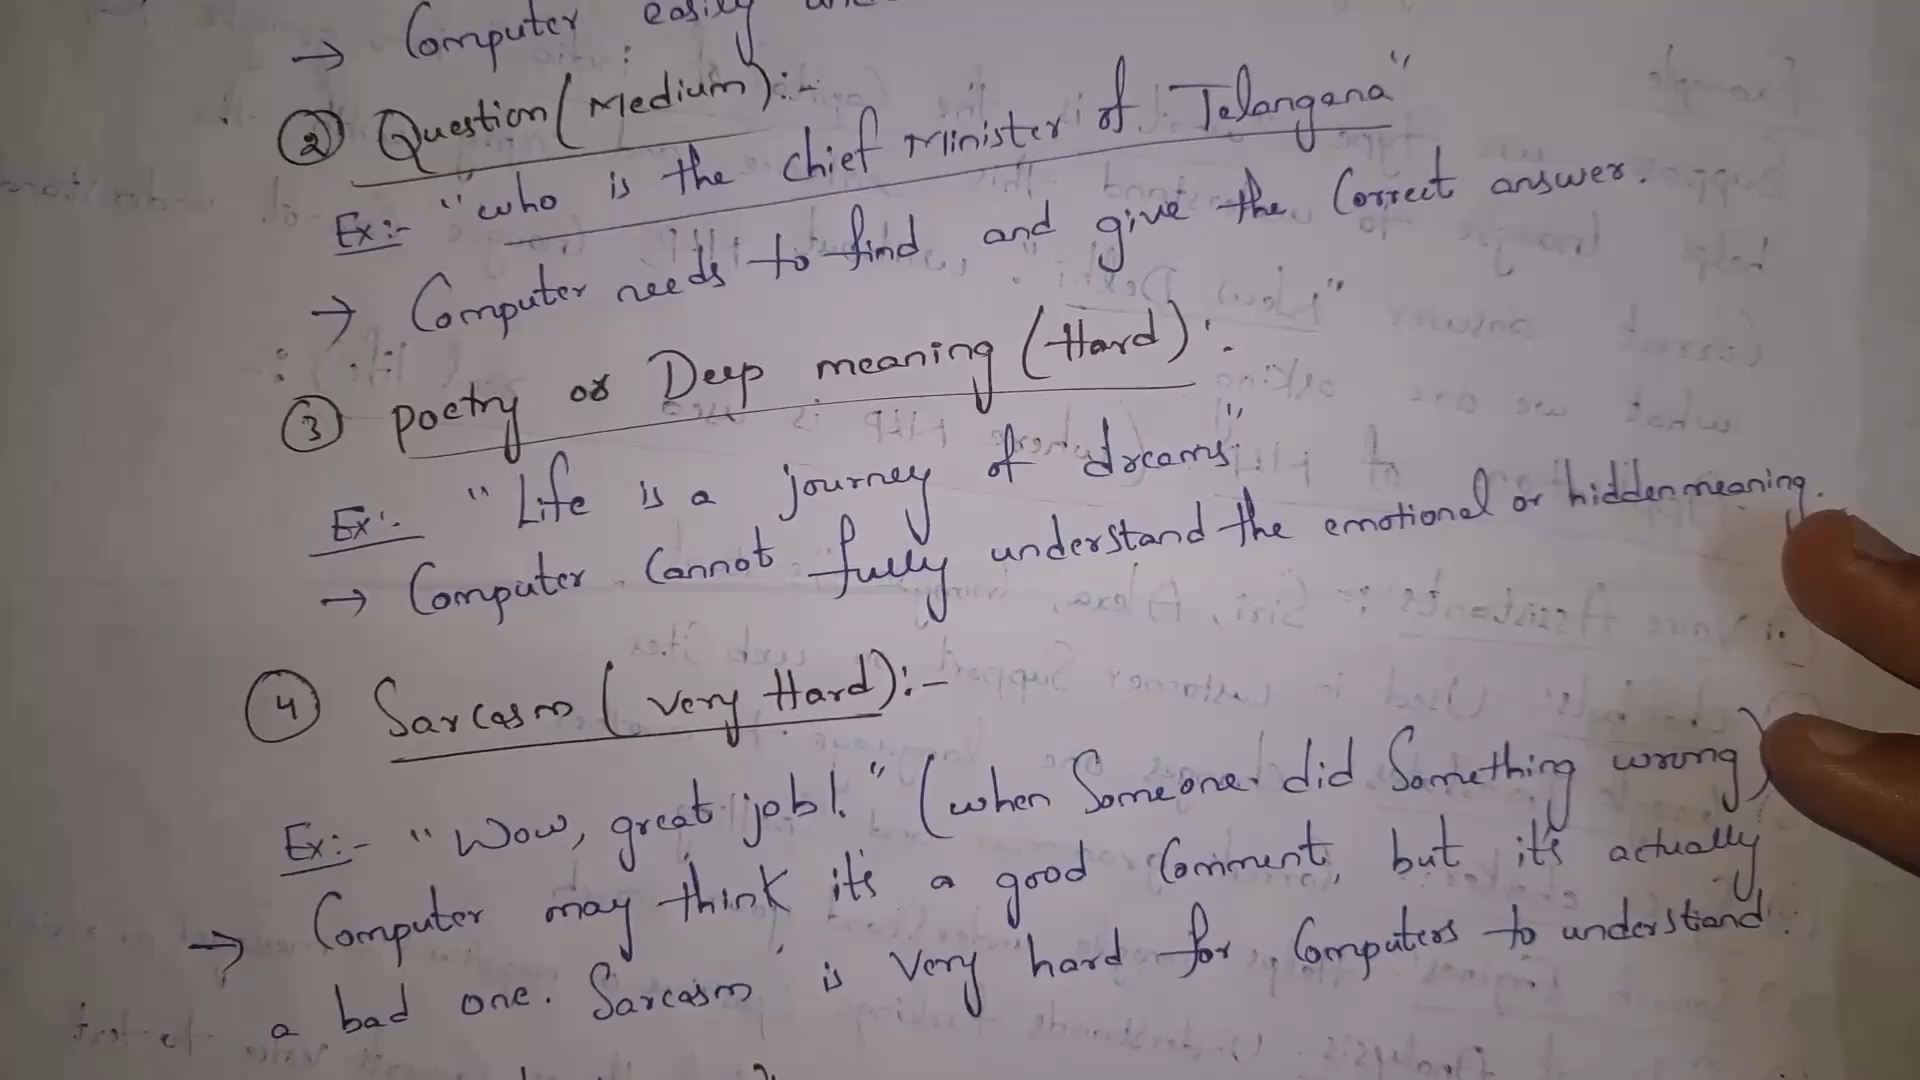 → Computer easily
② Question (Medium):-
Ex:- "who is the chief Minister of Telangana"
→ Computer needs to find and give the Correct answer.
③ Poetry or Deep meaning (Hard):
Ex:- "Life is a journey of dreams"
→ Computer Cannot fully understand the emotional or hidden meaning.
④ Sarcasm (Very Hard):-
Ex:- "Wow, great job!." (when Someone did Something wrong)
→ Computer may think it's a good Comment, but it's actually
a bad one. Sarcasm is Very hard for Computers to understand.